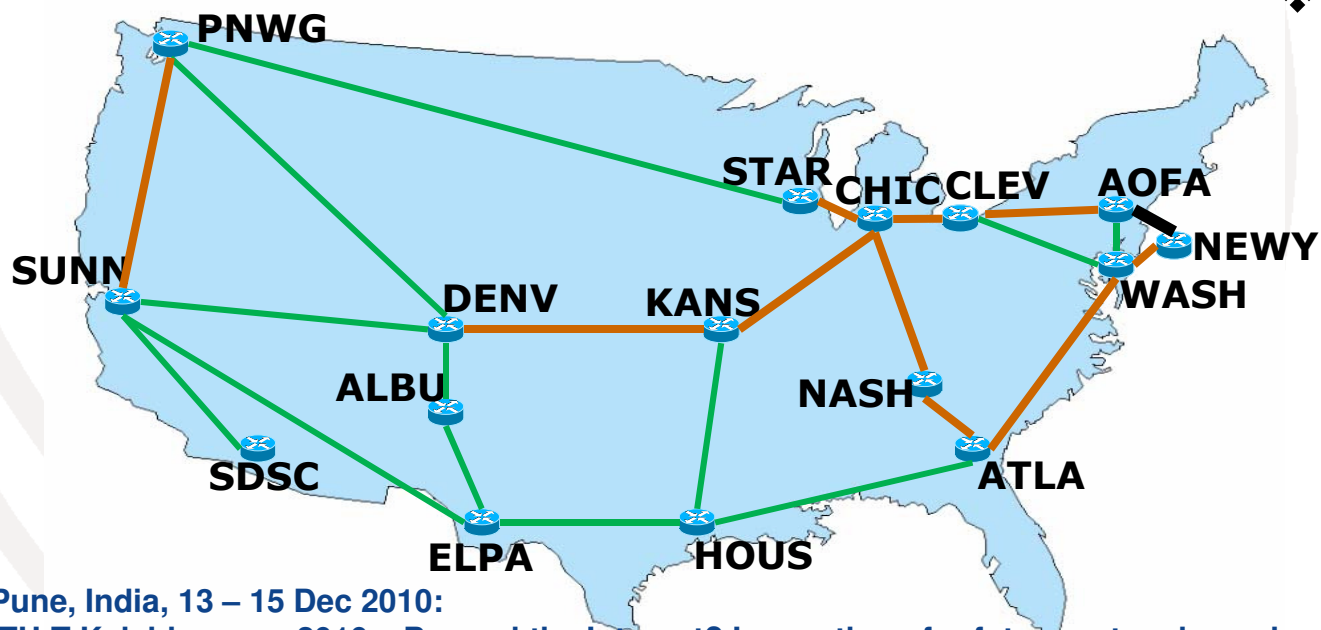 PNWG
STAR
CHIC
CLEV
AOFA
NEWY
SUNN
DENV
KANS
WASH
ALBU
NASH
SDSC
ATLA
ELPA
HOUS
Pune, India, 13 – 15 Dec 2010: